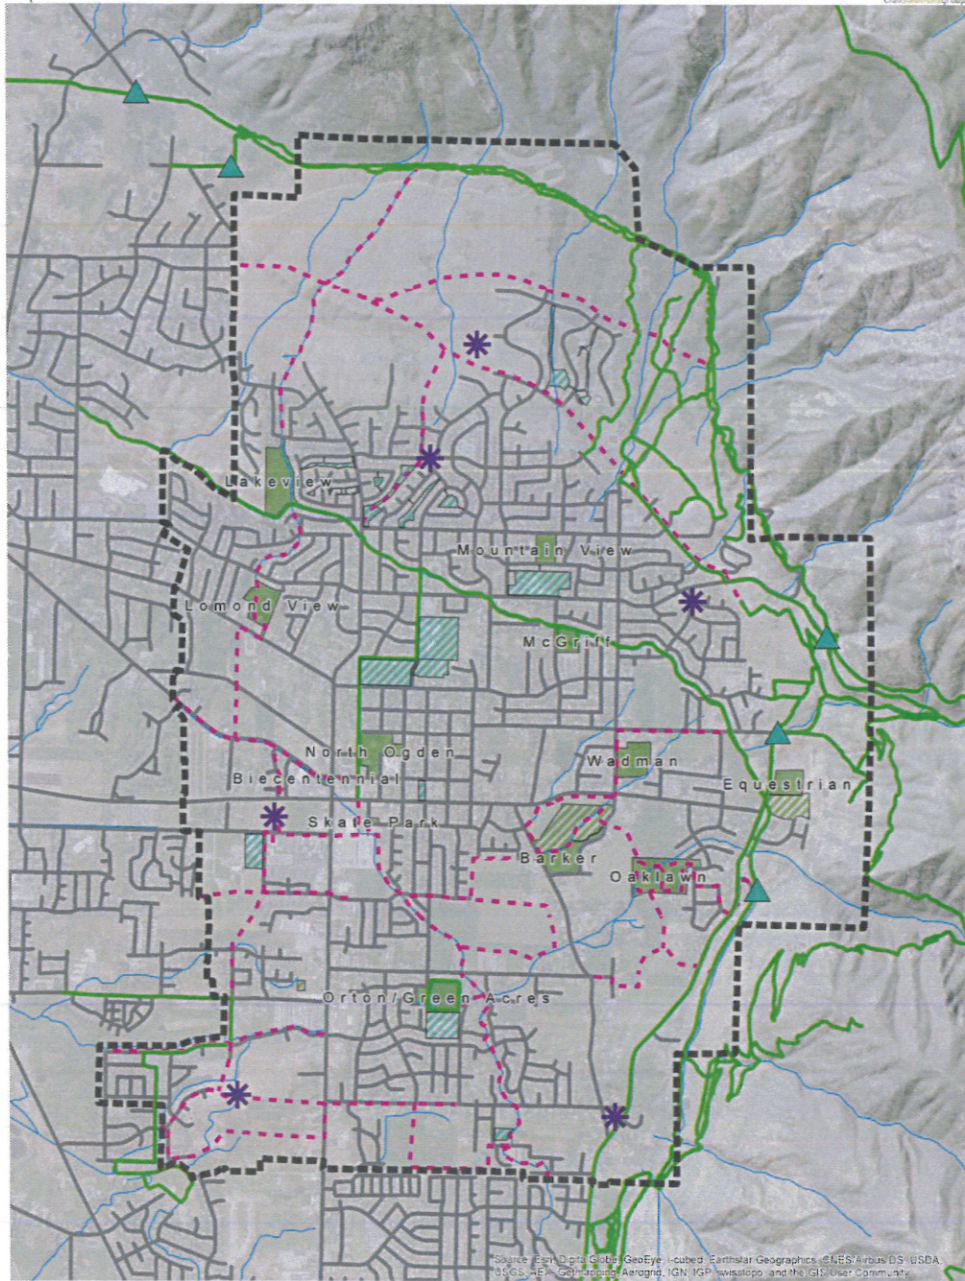 Lakeview
Mountain View
Lomond View
McGriff
North Ogden
Biecentennial
Wadman
Equestrian
Skate Park
Barker
Oaklawn
Orton/Green Acres
Source: Esri, DigitalGlobe, GeoEye, i-cubed, Earthstar Geographics, CNES/Airbus DS, USDA,
USGS, AEX, Getmapping, Aerogrid, IGN, IGP, swisstopo, and the GIS User Community